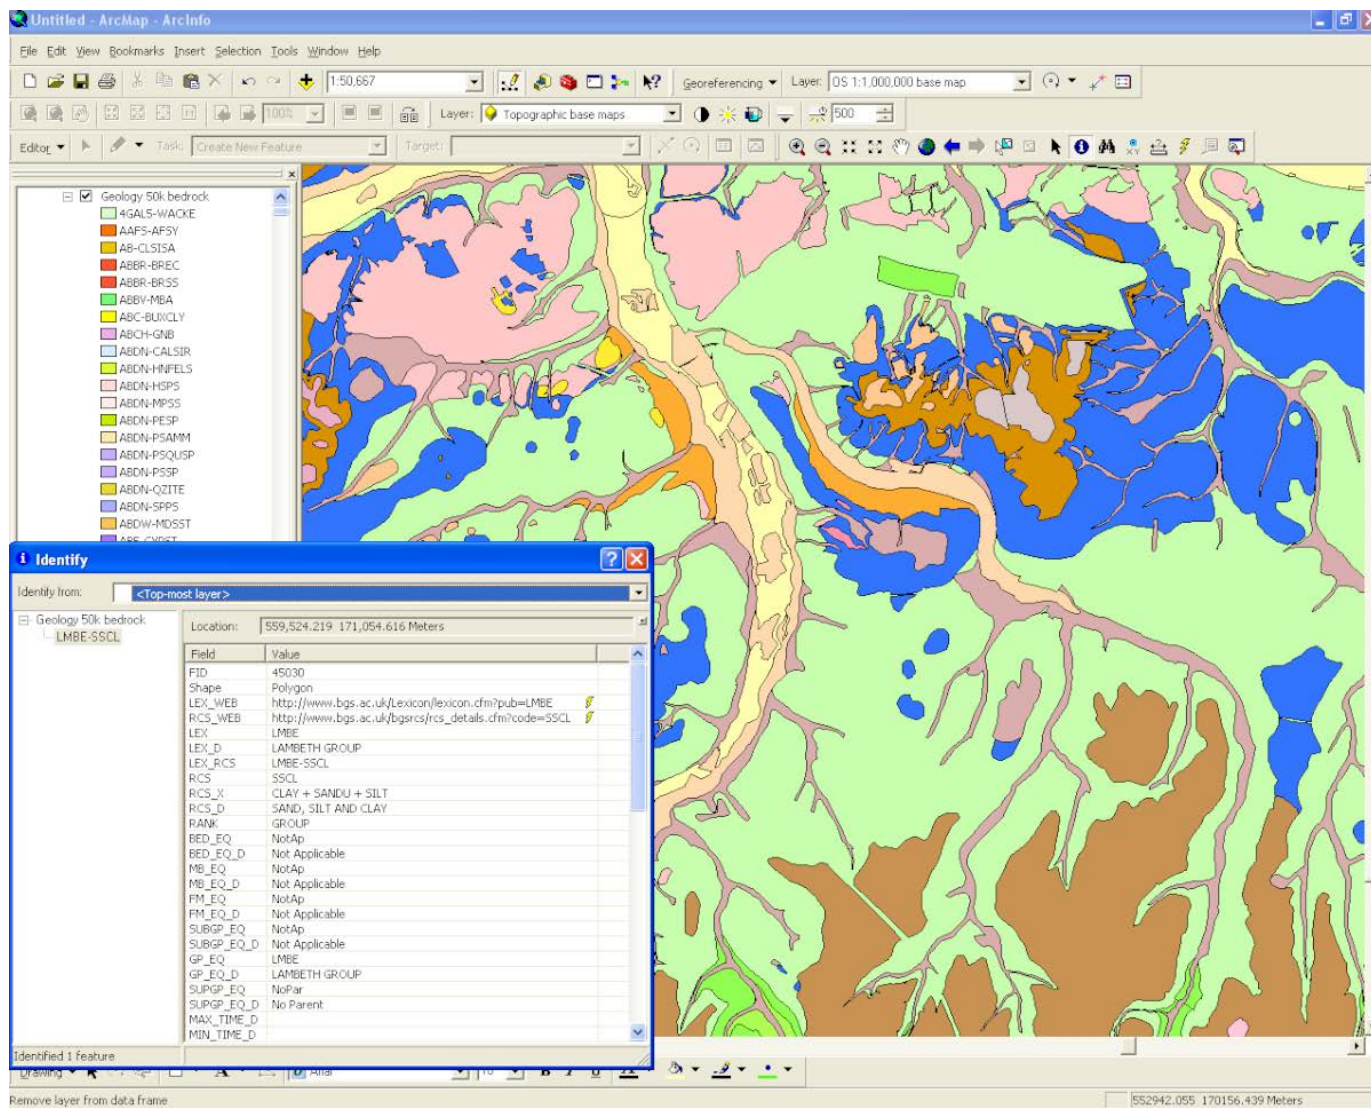 Untitled - ArcMap - ArcInfo
File Edit View Bookmarks Insert Selection Tools Window Help
1:50,667 Georeferencing Layer: OS 1:1,000,000 base map
100% Layer: Topographic base maps 500
Editor Task: Create New Feature Target:
Geology 50k bedrock
4GALS-WACKE
AAFS-AFSY
AB-CLSISA
ABBR-BREC
ABBR-BRSS
ABBV-MBA
ABC-BUXCLY
ABCH-GNB
ABDN-CALSIR
ABDN-HNFELS
ABDN-HSPS
ABDN-MPSS
ABDN-PESP
ABDN-PSAMM
ABDN-PSQUSP
ABDN-PSSP
ABDN-QZITE
ABDN-SPPS
ABDW-MDSST
Identify
Identify from: <Top-most layer>
Geology 50k bedrock
LMBE-SSCL
Location: 559,524.219 171,054.616 Meters
Field Value
FID 45030
Shape Polygon
LEX_WEB http://www.bgs.ac.uk/Lexicon/lexicon.cfm?pub=LMBE
RCS_WEB http://www.bgs.ac.uk/bgsrcs/rcs_details.cfm?code=SSCL
LEX LMBE
LEX_D LAMBETH GROUP
LEX_RCS LMBE-SSCL
RCS SSCL
RCS_X CLAY + SANDU + SILT
RCS_D SAND, SILT AND CLAY
RANK GROUP
BED_EQ NotAp
BED_EQ_D Not Applicable
MB_EQ NotAp
MB_EQ_D Not Applicable
FM_EQ NotAp
FM_EQ_D Not Applicable
SUBGP_EQ NotAp
SUBGP_EQ_D Not Applicable
GP_EQ LMBE
GP_EQ_D LAMBETH GROUP
SUPGP_EQ NoPar
SUPGP_EQ_D No Parent
MAX_TIME_D
MIN_TIME_D
Identified 1 feature
Drawing A Arial 10 B I U A
Remove layer from data frame 552942.055 170156.439 Meters